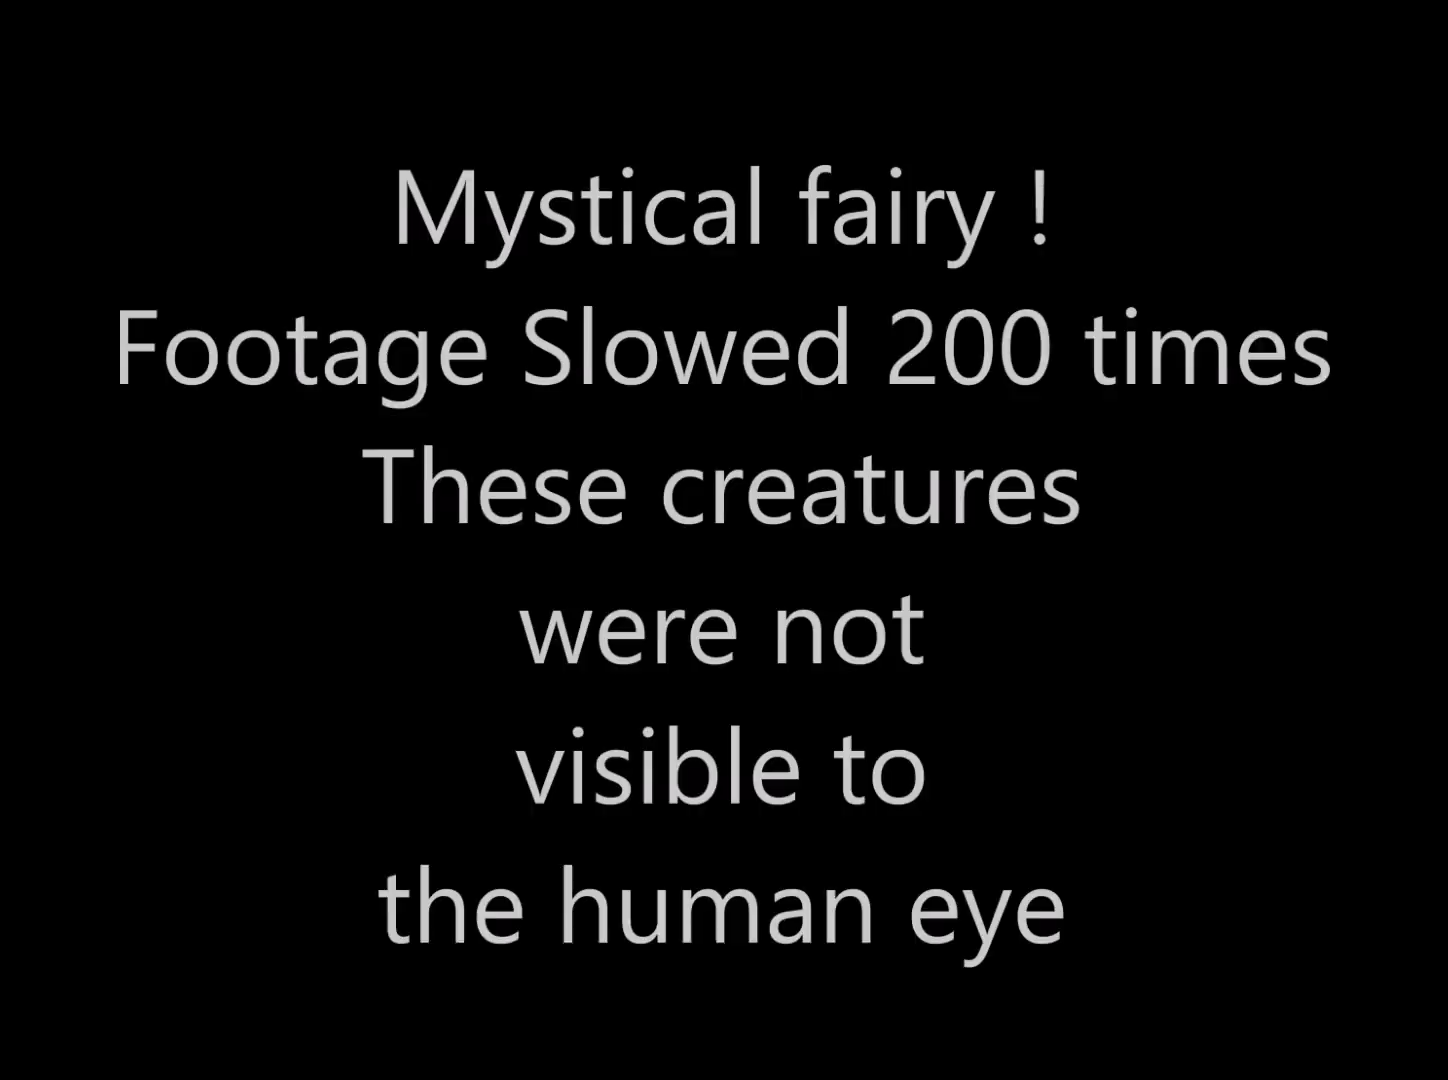 Mystical fairy !
Footage Slowed 200 times
These creatures
were not
visible to
the human eye